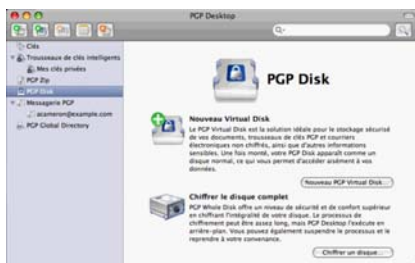 PGP Desktop
Clés
Trousseaux de clés intelligents
Mes clés privées
PGP Zip
PGP Disk
Messagerie PGP
acameron@example.com
PGP Global Directory
PGP Disk
Nouveau Virtual Disk
Le PGP Virtual Disk est la solution idéale pour le stockage sécurisé
de vos documents, trousseaux de clés PGP et courriers
électroniques non chiffrés, ainsi que d'autres informations
sensibles. Une fois monté, votre PGP Disk apparaît comme un
disque normal, ce qui vous permet d'accéder aisément à vos
données.
Nouveau PGP Virtual Disk...
Chiffrer le disque complet
PGP Whole Disk offre un niveau de sécurité et de confort supérieur
en chiffrant l'intégralité de votre disque. Le processus de
chiffrement peut être assez long, mais PGP Desktop l'exécute en
arrière-plan. Vous pouvez également suspendre le processus et le
reprendre à votre convenance.
Chiffrer un disque...